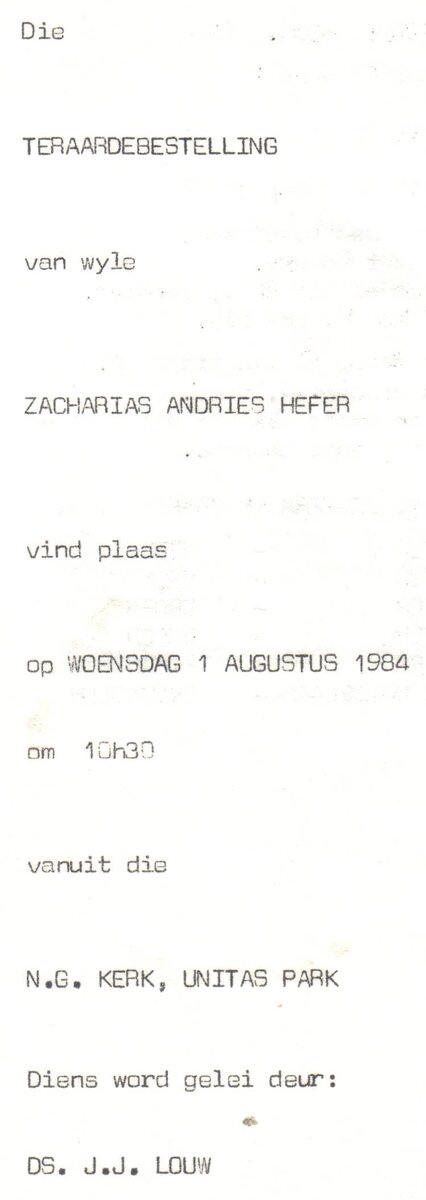 Die
TERAARDEBESTELLING
van wyle
ZACHARIAS ANDRIES HEFER
vind plaas
op WOENSDAG 1 AUGUSTUS 1984
om 10h30
vanuit die
N.G. KERK, UNITAS PARK
Diens word gelei deur:
DS. J.J. LOUW